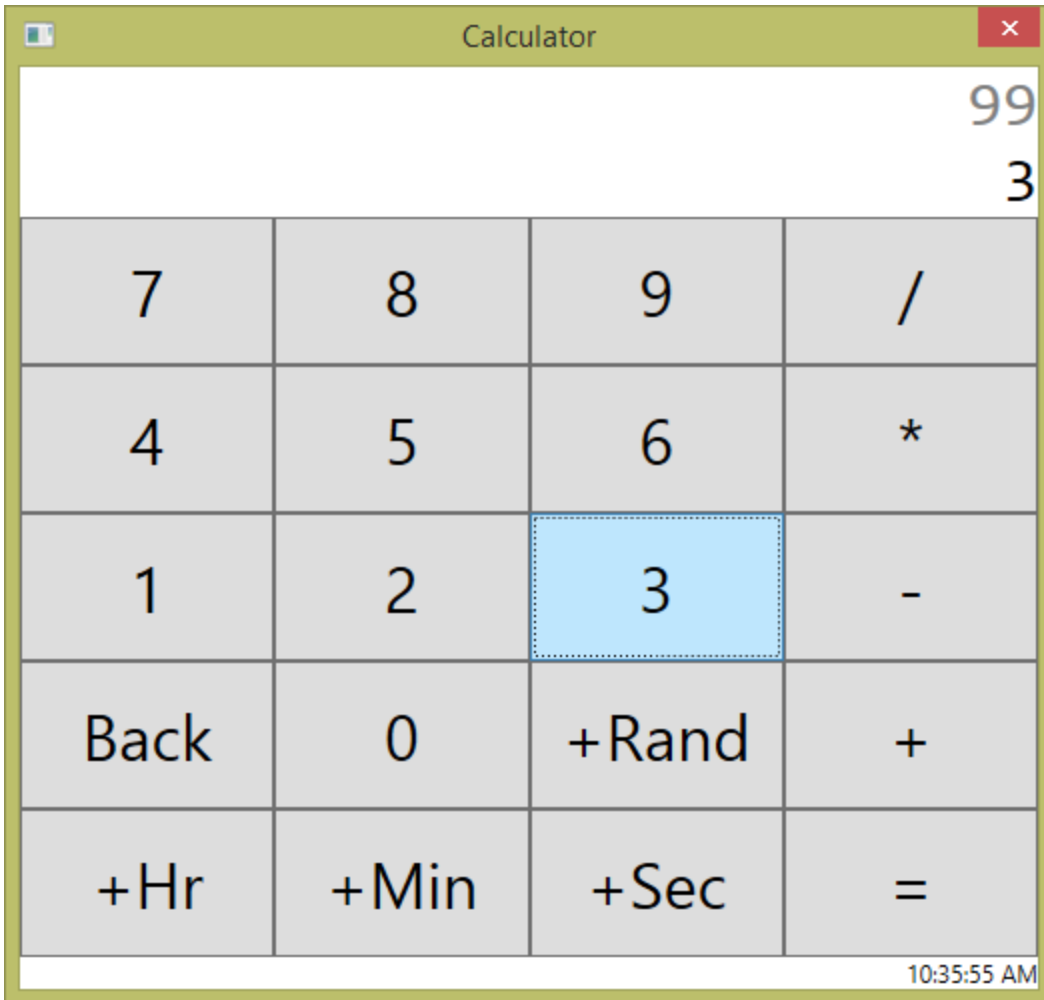 Calculator
99
3
7 8 9 /
4 5 6 *
1 2 3 -
Back 0 +Rand +
+Hr +Min +Sec =
10:35:55 AM